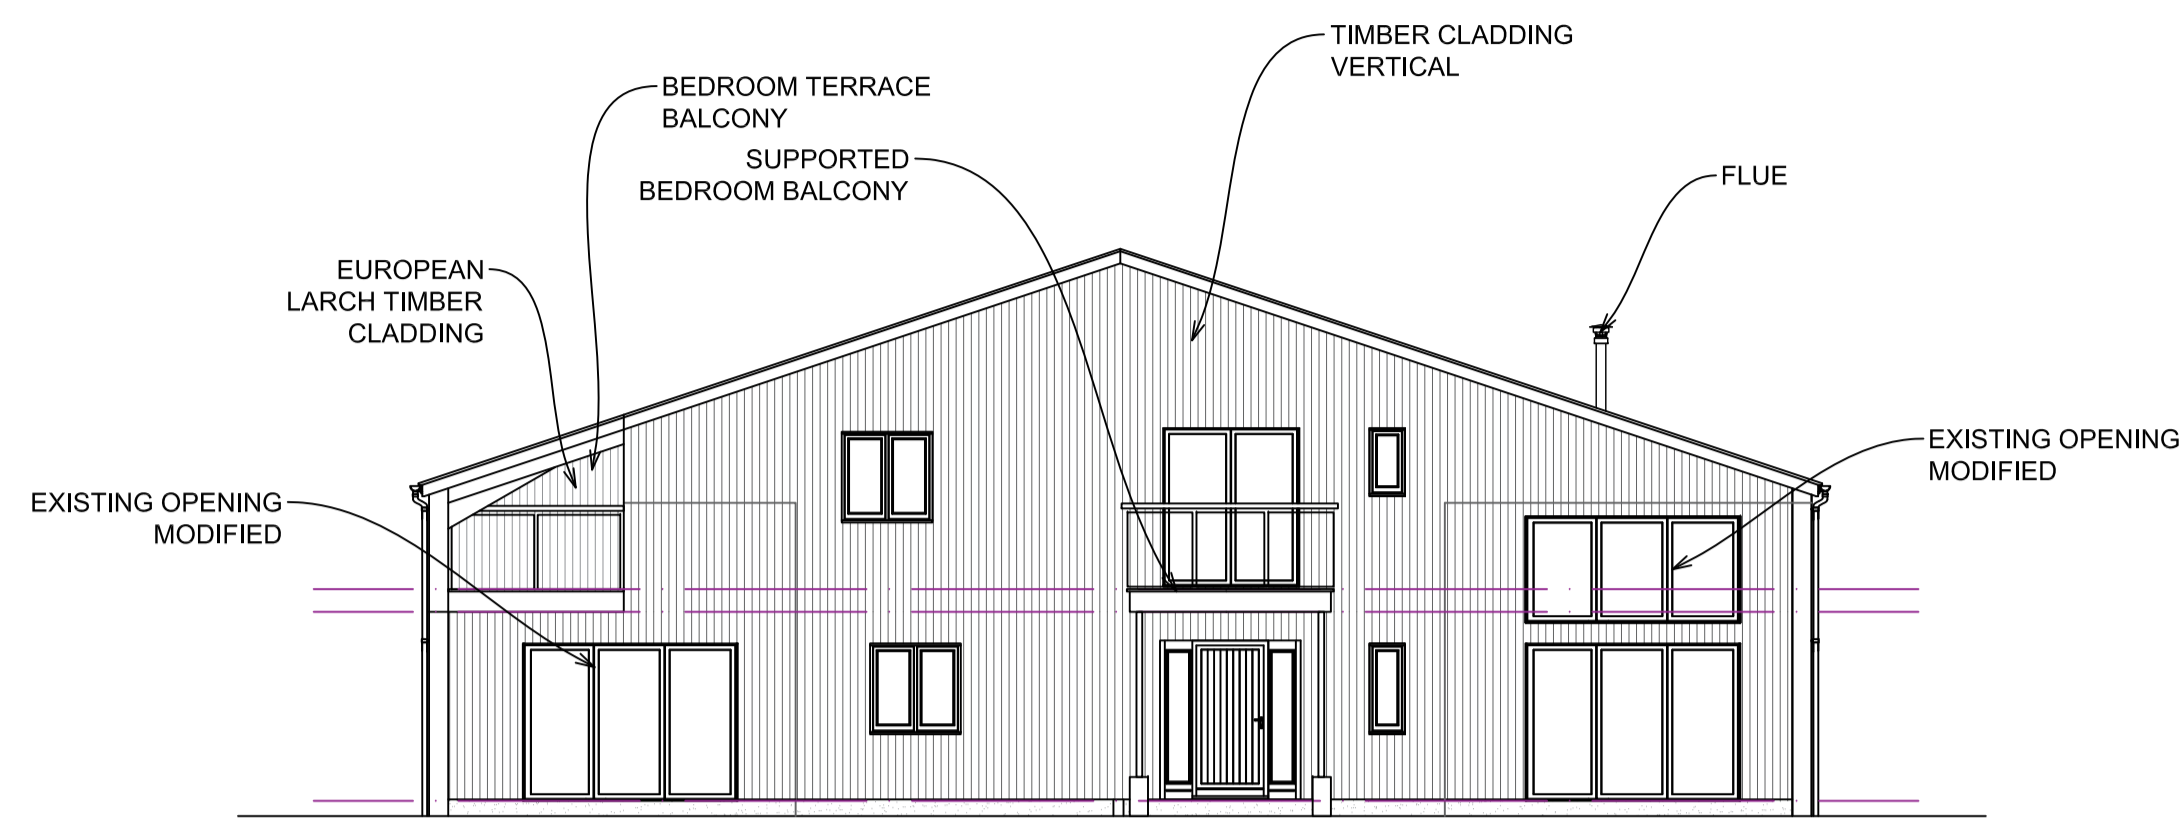 TIMBER CLADDING
VERTICAL
BEDROOM TERRACE
BALCONY
SUPPORTED
BEDROOM BALCONY
FLUE
EUROPEAN
LARCH TIMBER
CLADDING
EXISTING OPENING
MODIFIED
EXISTING OPENING
MODIFIED